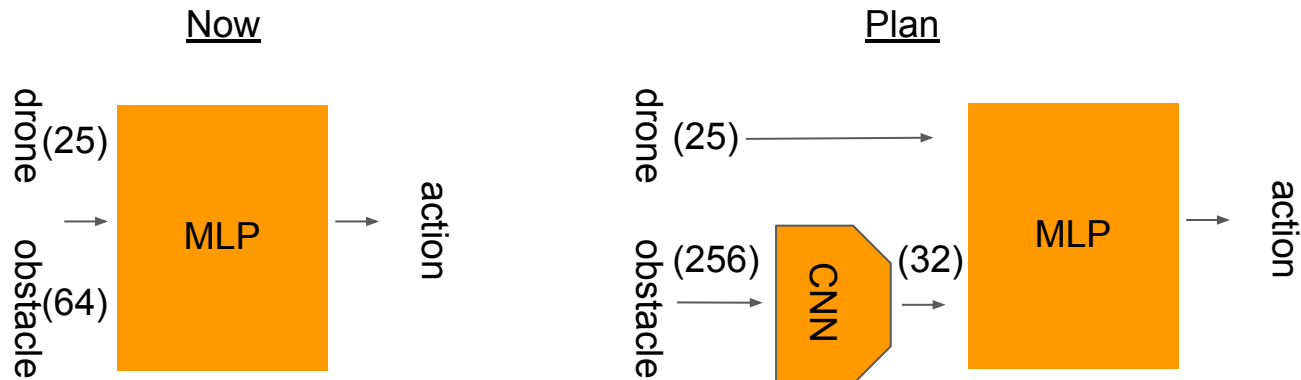 Now
drone
(25)
obstacle
(64)
MLP
action
Plan
drone
(25)
obstacle
(256)
CNN
(32)
MLP
action